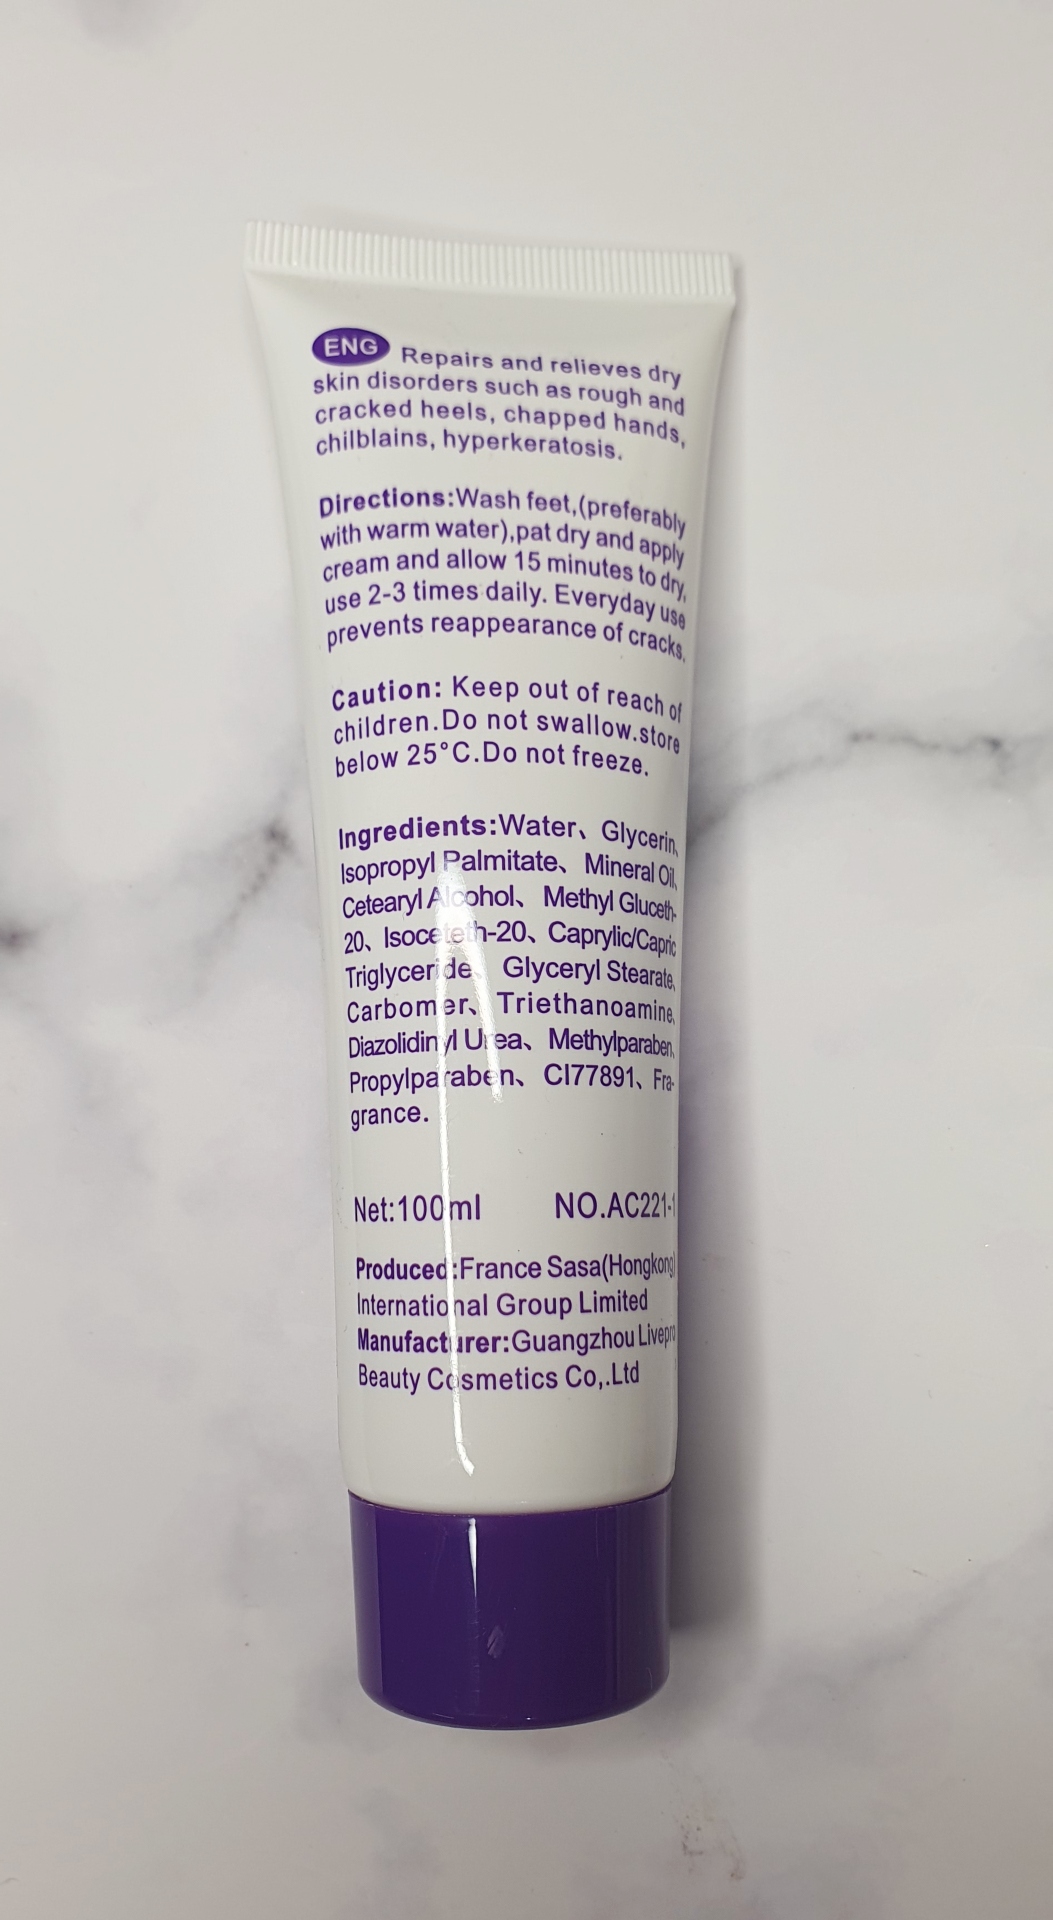 ENG Repairs and relieves dry
skin disorders such as rough and
cracked heels, chapped hands,
chilblains, hyperkeratosis.
Directions:Wash feet,(preferably
with warm water),pat dry and apply
cream and allow 15 minutes to dry,
use 2-3 times daily. Everyday use
prevents reappearance of cracks.
Caution: Keep out of reach of
children.Do not swallow.store
below 25°C.Do not freeze.
Ingredients:Water、Glycerin、
Isopropyl Palmitate、Mineral Oil、
Cetearyl Alcohol、Methyl Gluceth-
20、Isoceteth-20、Caprylic/Capric
Triglyceride、Glyceryl Stearate、
Carbomer、Triethanoamine、
Diazolidinyl Urea、Methylparaben、
Propylparaben、CI77891、Fra-
grance.
Net:100ml NO.AC221-1
Produced:France Sasa(Hongkong)
International Group Limited
Manufacturer:Guangzhou Livepro
Beauty Cosmetics Co,.Ltd